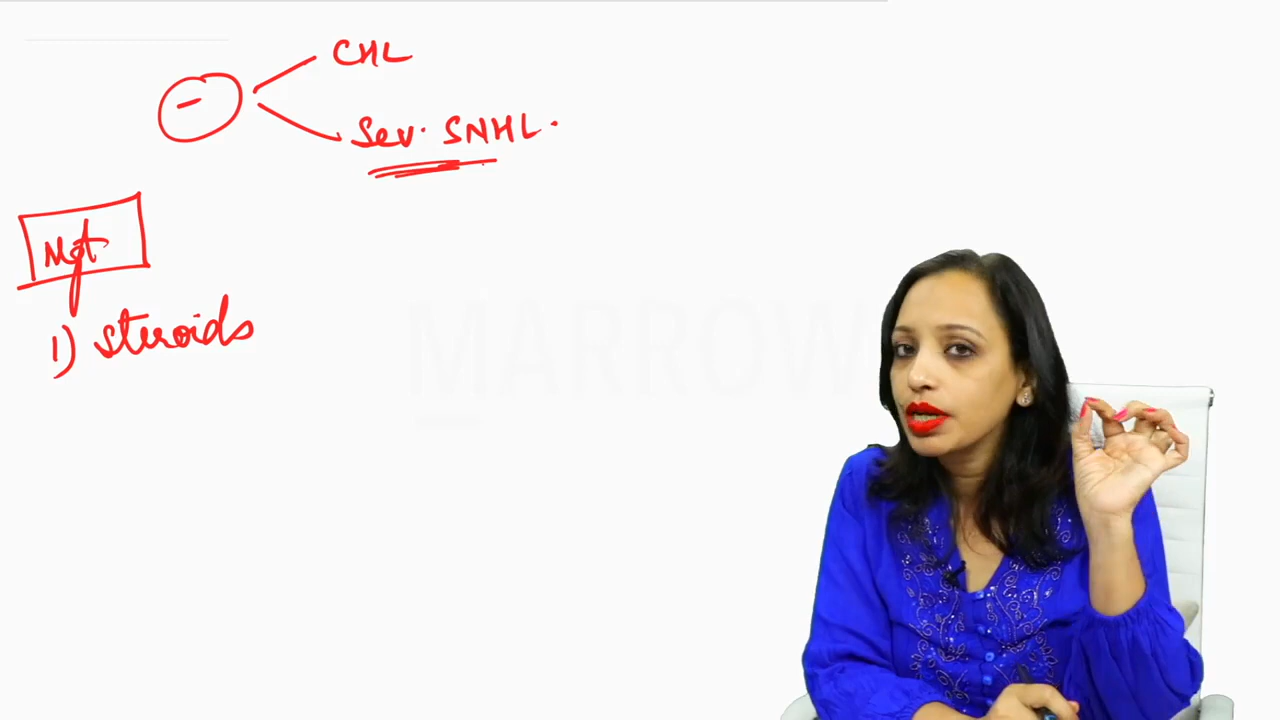 CHL
− Sev. SNHL.
Mgt
1) Steroids
MARROW